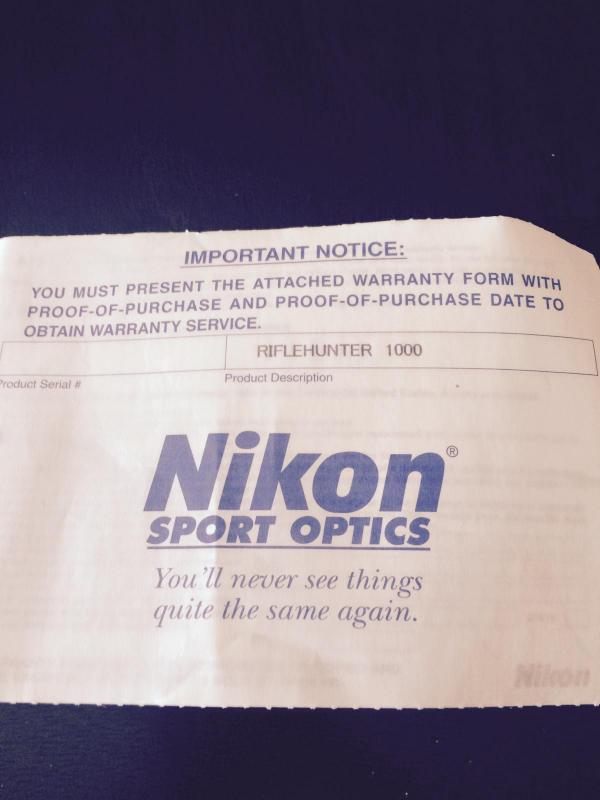 IMPORTANT NOTICE:
YOU MUST PRESENT THE ATTACHED WARRANTY FORM WITH
PROOF-OF-PURCHASE AND PROOF-OF-PURCHASE DATE TO
OBTAIN WARRANTY SERVICE.
RIFLEHUNTER 1000
Product Serial # Product Description
Nikon®
SPORT OPTICS
You'll never see things
quite the same again.
Nikon